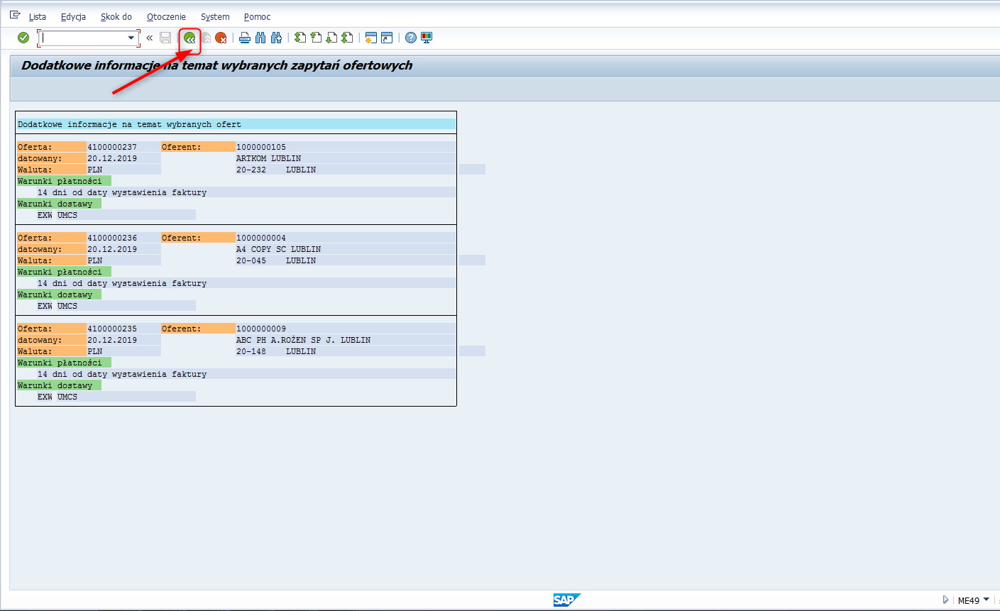 Lista Edycja Skok do Otoczenie System Pomoc
Dodatkowe informacje na temat wybranych zapytań ofertowych
Dodatkowe informacje na temat wybranych ofert
Oferta: 4100000237 Oferent: 1000000105
datowany: 20.12.2019 ARTKOM LUBLIN
Waluta: PLN 20-232 LUBLIN
Warunki płatności
14 dni od daty wystawienia faktury
Warunki dostawy
EXW UMCS
Oferta: 4100000236 Oferent: 1000000004
datowany: 20.12.2019 A4 COPY SC LUBLIN
Waluta: PLN 20-045 LUBLIN
Warunki płatności
14 dni od daty wystawienia faktury
Warunki dostawy
EXW UMCS
Oferta: 4100000235 Oferent: 1000000009
datowany: 20.12.2019 ABC PH A.ROŻEN SP J. LUBLIN
Waluta: PLN 20-148 LUBLIN
Warunki płatności
14 dni od daty wystawienia faktury
Warunki dostawy
EXW UMCS
SAP ME49